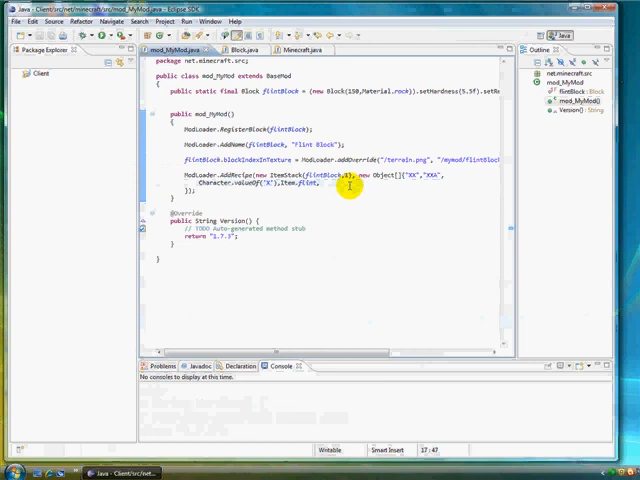 Java - Client/src/net/minecraft/src/mod_MyMod.java - Eclipse SDK
File Edit Source Refactor Navigate Search Project Run Window Help
Java
Package Explorer
mod_MyMod.java
Block.java
Minecraft.java
Outline
Client
package net.minecraft.src;
public class mod_MyMod extends BaseMod
{
public static final Block flintBlock = (new Block(150,Material.rock)).setHardness(5.5f).setRes
public mod_MyMod()
{
ModLoader.RegisterBlock(flintBlock);
ModLoader.AddName(flintBlock, "Flint Block");
flintBlock.blockIndexInTexture = ModLoader.addOverride("/terrain.png", "/mymod/flintBlock
ModLoader.AddRecipe(new ItemStack(flintBlock,1), new Object[]{"XX","XXA",
Character.valueOf('X'),Item.flint,
});
}
@Override
public String Version() {
// TODO Auto-generated method stub
return "1.7.3";
}
}
net.minecraft.src
mod_MyMod
flintBlock : Block
mod_MyMod()
Version() : String
Problems Javadoc Declaration Console
No consoles to display at this time.
Writable
Smart Insert
17 : 47
Java - Client/src/net...